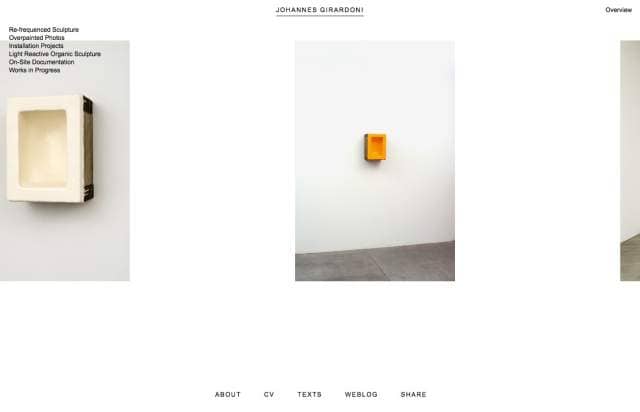 JOHANNES GIRARDONI
Overview
Re-frequenced Sculpture
Overpainted Photos
Installation Projects
Light Reactive Organic Sculpture
On-Site Documentation
Works in Progress
ABOUT CV TEXTS WEBLOG SHARE